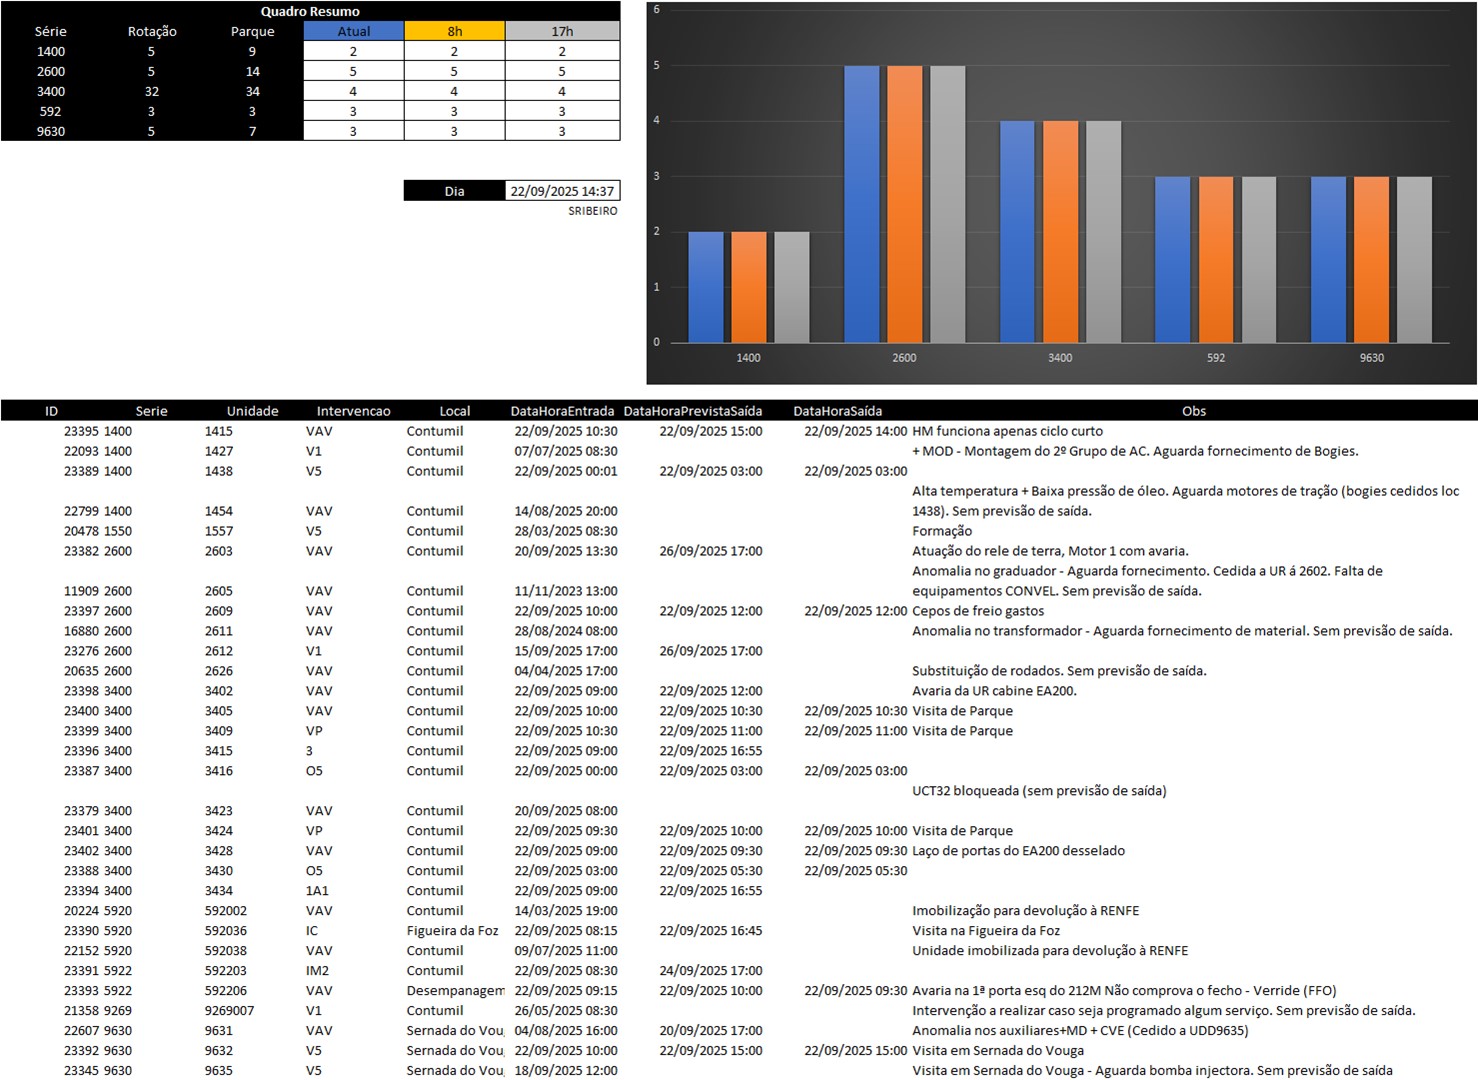 Quadro Resumo
Série Rotação Parque Atual 8h 17h
1400 5 9 2 2 2
2600 5 14 5 5 5
3400 32 34 4 4 4
592 3 3 3 3 3
9630 5 7 3 3 3
Dia 22/09/2025 14:37
SRIBEIRO
6
5
4
3
2
1
0
1400 2600 3400 592 9630
ID Serie Unidade Intervencao Local DataHoraEntrada DataHoraPrevistaSaída DataHoraSaída Obs
23395 1400 1415 VAV Contumil 22/09/2025 10:30 22/09/2025 15:00 22/09/2025 14:00 HM funciona apenas ciclo curto
22093 1400 1427 V1 Contumil 07/07/2025 08:30 + MOD - Montagem do 2º Grupo de AC. Aguarda fornecimento de Bogies.
23389 1400 1438 V5 Contumil 22/09/2025 00:01 22/09/2025 03:00 22/09/2025 03:00
Alta temperatura + Baixa pressão de óleo. Aguarda motores de tração (bogies cedidos loc
22799 1400 1454 VAV Contumil 14/08/2025 20:00 1438). Sem previsão de saída.
20478 1550 1557 V5 Contumil 28/03/2025 08:30 Formação
23382 2600 2603 VAV Contumil 20/09/2025 13:30 26/09/2025 17:00 Atuação do rele de terra, Motor 1 com avaria.
Anomalia no graduador - Aguarda fornecimento. Cedida a UR á 2602. Falta de
11909 2600 2605 VAV Contumil 11/11/2023 13:00 equipamentos CONVEL. Sem previsão de saída.
23397 2600 2609 VAV Contumil 22/09/2025 10:00 22/09/2025 12:00 22/09/2025 12:00 Cepos de freio gastos
16880 2600 2611 VAV Contumil 28/08/2024 08:00 Anomalia no transformador - Aguarda fornecimento de material. Sem previsão de saída.
23276 2600 2612 V1 Contumil 15/09/2025 17:00 26/09/2025 17:00
20635 2600 2626 VAV Contumil 04/04/2025 17:00 Substituição de rodados. Sem previsão de saída.
23398 3400 3402 VAV Contumil 22/09/2025 09:00 22/09/2025 12:00 Avaria da UR cabine EA200.
23400 3400 3405 VAV Contumil 22/09/2025 10:00 22/09/2025 10:30 22/09/2025 10:30 Visita de Parque
23399 3400 3409 VP Contumil 22/09/2025 10:30 22/09/2025 11:00 22/09/2025 11:00 Visita de Parque
23396 3400 3415 3 Contumil 22/09/2025 09:00 22/09/2025 16:55
23387 3400 3416 O5 Contumil 22/09/2025 00:00 22/09/2025 03:00 22/09/2025 03:00
UCT32 bloqueada (sem previsão de saída)
23379 3400 3423 VAV Contumil 20/09/2025 08:00
23401 3400 3424 VP Contumil 22/09/2025 09:30 22/09/2025 10:00 22/09/2025 10:00 Visita de Parque
23402 3400 3428 VAV Contumil 22/09/2025 09:00 22/09/2025 09:30 22/09/2025 09:30 Laço de portas do EA200 desselado
23388 3400 3430 O5 Contumil 22/09/2025 03:00 22/09/2025 05:30 22/09/2025 05:30
23394 3400 3434 1A1 Contumil 22/09/2025 09:00 22/09/2025 16:55
20224 5920 592002 VAV Contumil 14/03/2025 19:00 Imobilização para devolução à RENFE
23390 5920 592036 IC Figueira da Foz 22/09/2025 08:15 22/09/2025 16:45 Visita na Figueira da Foz
22152 5920 592038 VAV Contumil 09/07/2025 11:00 Unidade imobilizada para devolução à RENFE
23391 5922 592203 IM2 Contumil 22/09/2025 08:30 24/09/2025 17:00
23393 5922 592206 VAV Desempanagem 22/09/2025 09:15 22/09/2025 10:00 22/09/2025 09:30 Avaria na 1ª porta esq do 212M Não comprova o fecho - Verride (FFO)
21358 9269 9269007 V1 Contumil 26/05/2025 08:30 Intervenção a realizar caso seja programado algum serviço. Sem previsão de saída.
22607 9630 9631 VAV Sernada do Vou 04/08/2025 16:00 20/09/2025 17:00 Anomalia nos auxiliares+MD + CVE (Cedido a UDD9635)
23392 9630 9632 V5 Sernada do Vou 22/09/2025 10:00 22/09/2025 15:00 22/09/2025 15:00 Visita em Sernada do Vouga
23345 9630 9635 V5 Sernada do Vou 18/09/2025 12:00 Visita em Sernada do Vouga - Aguarda bomba injectora. Sem previsão de saída